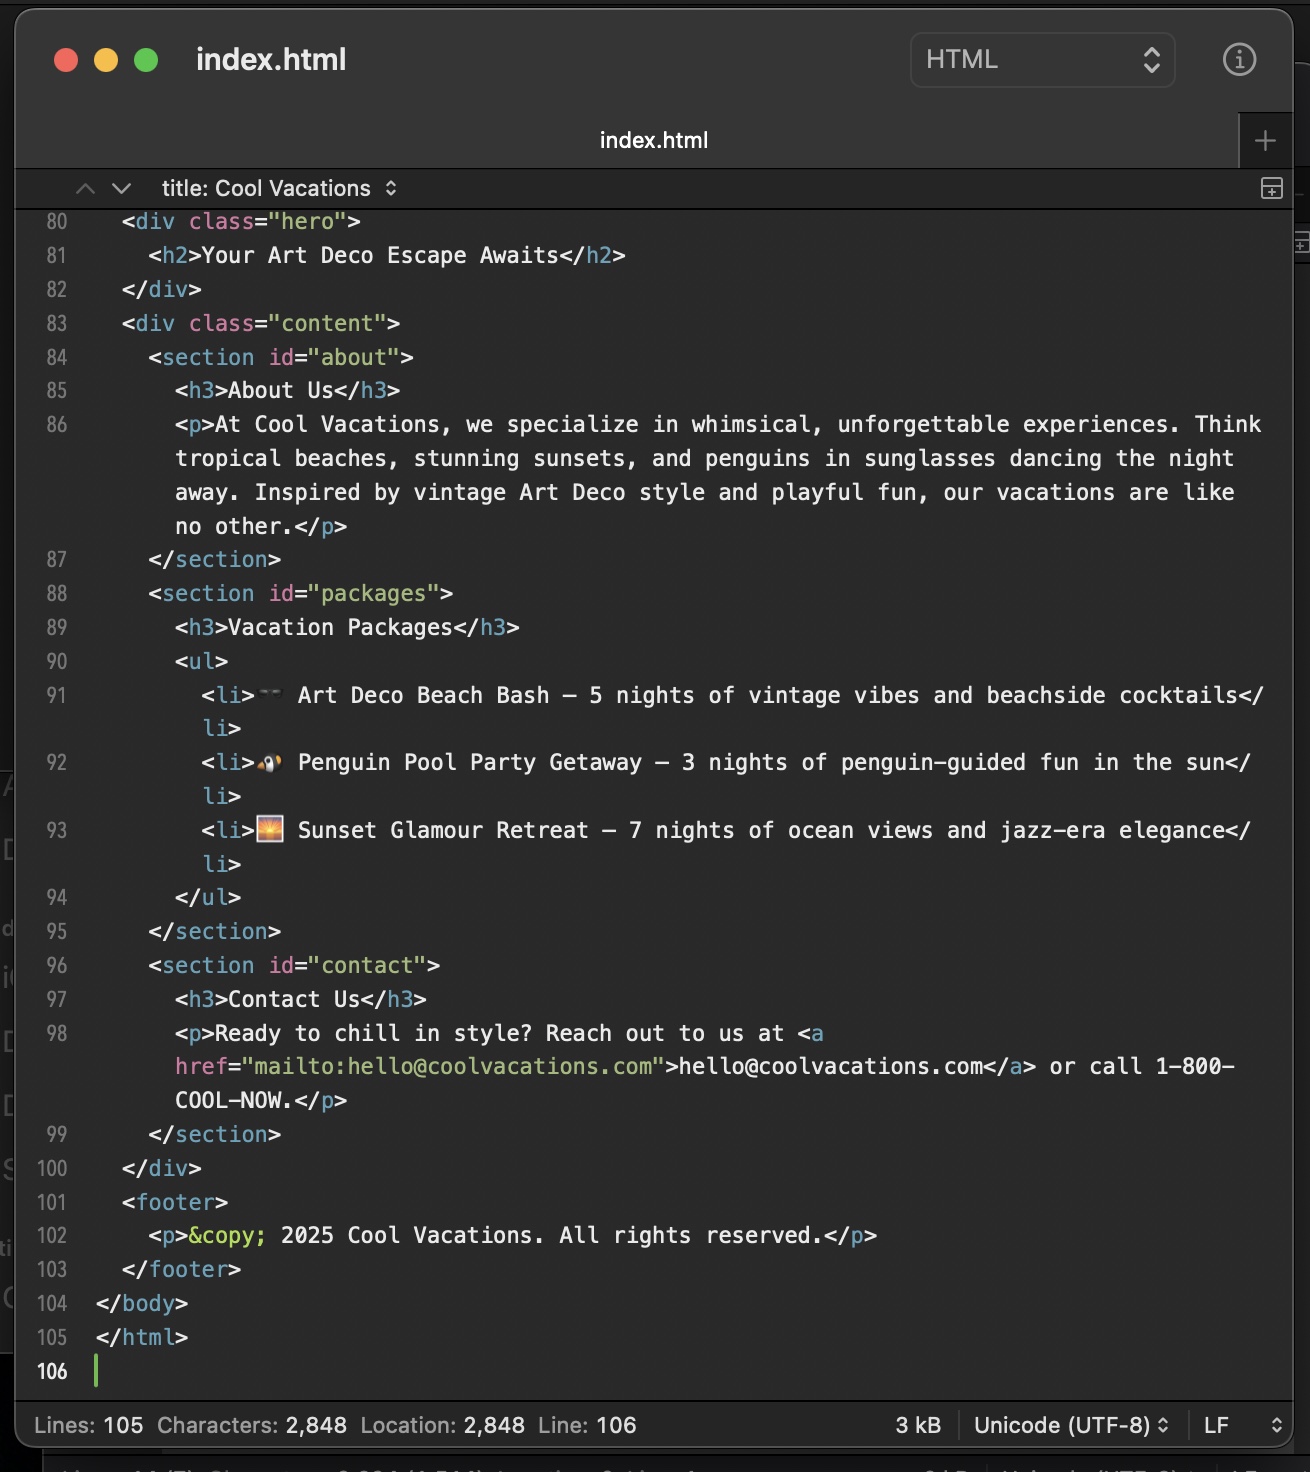 index.html
HTML
index.html
title: Cool Vacations
80 <div class="hero">
81 <h2>Your Art Deco Escape Awaits</h2>
82 </div>
83 <div class="content">
84 <section id="about">
85 <h3>About Us</h3>
86 <p>At Cool Vacations, we specialize in whimsical, unforgettable experiences. Think
tropical beaches, stunning sunsets, and penguins in sunglasses dancing the night
away. Inspired by vintage Art Deco style and playful fun, our vacations are like
no other.</p>
87 </section>
88 <section id="packages">
89 <h3>Vacation Packages</h3>
90 <ul>
91 <li>🕶️ Art Deco Beach Bash – 5 nights of vintage vibes and beachside cocktails</
li>
92 <li>🐧 Penguin Pool Party Getaway – 3 nights of penguin-guided fun in the sun</
li>
93 <li>🌅 Sunset Glamour Retreat – 7 nights of ocean views and jazz-era elegance</
li>
94 </ul>
95 </section>
96 <section id="contact">
97 <h3>Contact Us</h3>
98 <p>Ready to chill in style? Reach out to us at <a
href="mailto:hello@coolvacations.com">hello@coolvacations.com</a> or call 1-800-
COOL-NOW.</p>
99 </section>
100 </div>
101 <footer>
102 <p>&copy; 2025 Cool Vacations. All rights reserved.</p>
103 </footer>
104 </body>
105 </html>
106
Lines: 105 Characters: 2,848 Location: 2,848 Line: 106 3 kB Unicode (UTF-8) LF